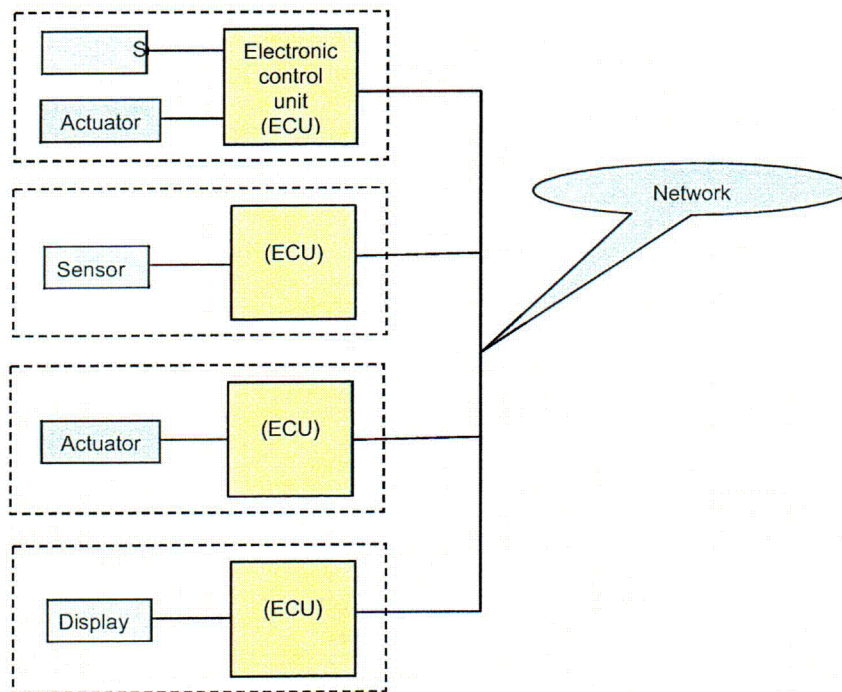 S
Electronic
control
unit
(ECU)
Actuator
Network
(ECU)
Sensor
(ECU)
Actuator
(ECU)
Display